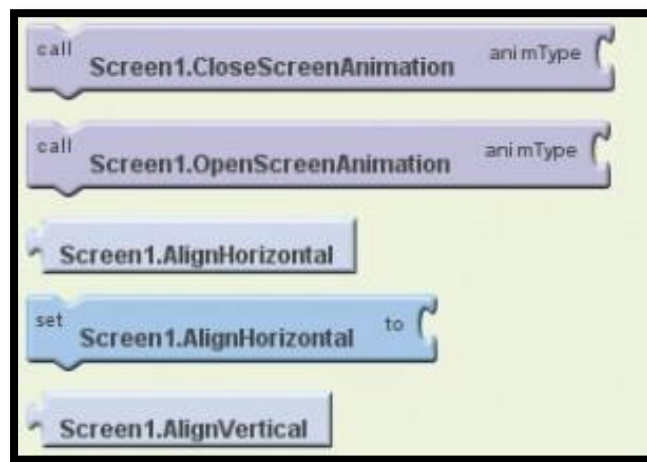 call Screen1.CloseScreenAnimation animType
call Screen1.OpenScreenAnimation animType
Screen1.AlignHorizontal
set Screen1.AlignHorizontal to
Screen1.AlignVertical